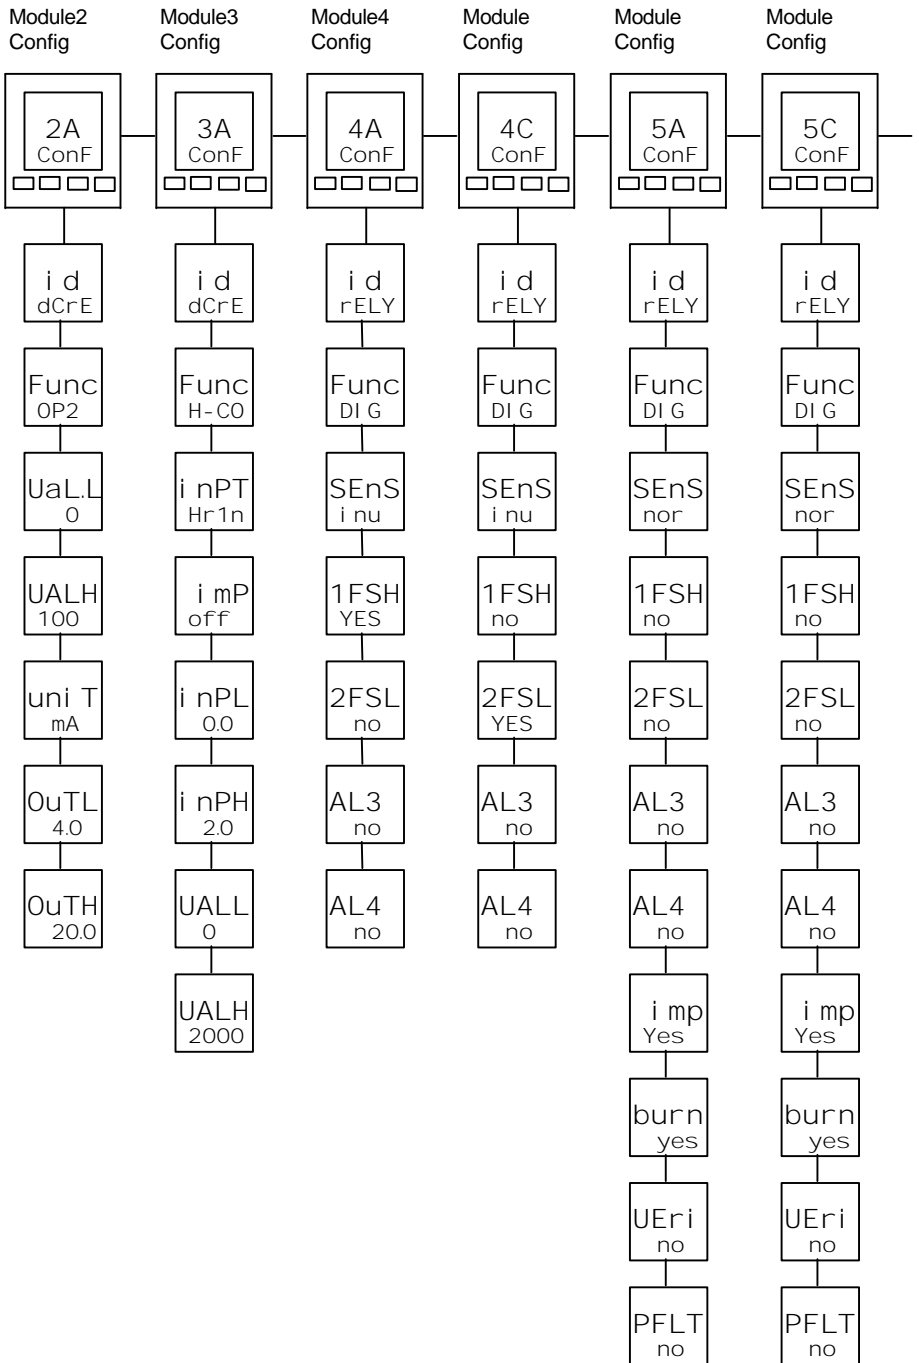 Module2
Config
2A
ConF
id
dCrE
Func
OP2
UaL.L
0
UALH
100
uniT
mA
OuTL
4.0
OuTH
20.0
Module3
Config
3A
ConF
id
dCrE
Func
H-CO
inPT
Hr1n
imP
off
inPL
0.0
inPH
2.0
UALL
0
UALH
2000
Module4
Config
4A
ConF
id
rELY
Func
DIG
SEnS
inu
1FSH
YES
2FSL
no
AL3
no
AL4
no
Module
Config
4C
ConF
id
rELY
Func
DIG
SEnS
inu
1FSH
no
2FSL
YES
AL3
no
AL4
no
Module
Config
5A
ConF
id
rELY
Func
DIG
SEnS
nor
1FSH
no
2FSL
no
AL3
no
AL4
no
imp
Yes
burn
yes
UEri
no
PFLT
no
Module
Config
5C
ConF
id
rELY
Func
DIG
SEnS
nor
1FSH
no
2FSL
no
AL3
no
AL4
no
imp
Yes
burn
yes
UEri
no
PFLT
no